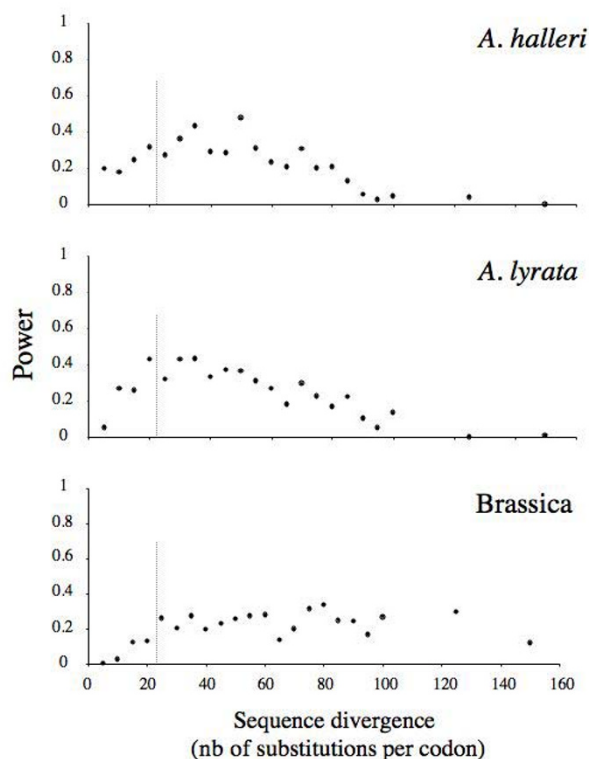 1
A. halleri
0.8
0.6
0.4
0.2
0
1
A. lyrata
0.8
0.6
0.4
0.2
0
Power
1
Brassica
0.8
0.6
0.4
0.2
0
0 20 40 60 80 100 120 140 160
Sequence divergence
(nb of substitutions per codon)